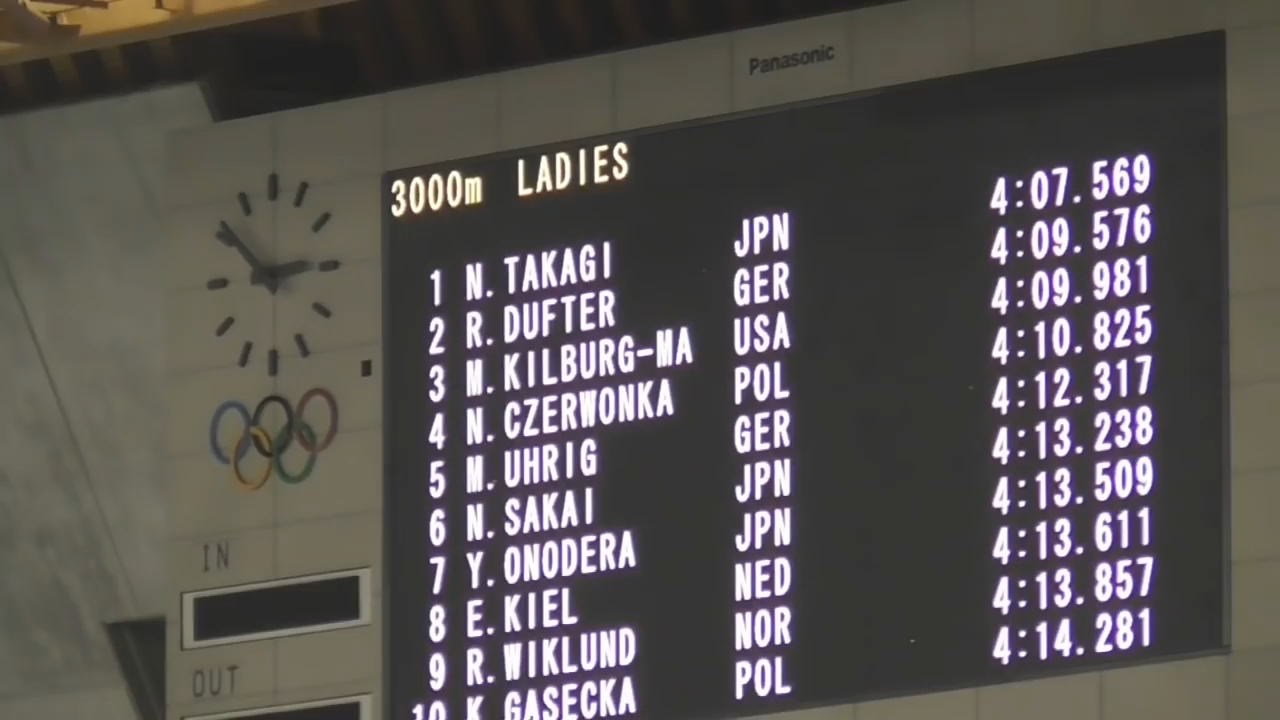 Panasonic
3000m LADIES
1 N. TAKAGI JPN 4:07.569
2 R. DUFTER GER 4:09.576
3 M. KILBURG-MA USA 4:09.981
4 N. CZERWONKA POL 4:10.825
5 M. UHRIG GER 4:12.317
6 N. SAKAI JPN 4:13.238
7 Y. ONODERA JPN 4:13.509
8 E. KIEL NED 4:13.611
9 R. WIKLUND NOR 4:13.857
10 K. GASECKA POL 4:14.281
IN
OUT